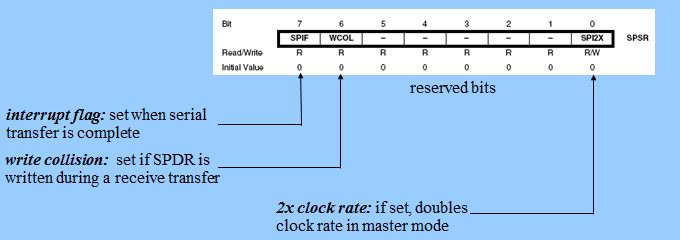 Bit 7 6 5 4 3 2 1 0
SPIF WCOL – – – – – SPI2X SPSR
Read/Write R R R R R R R R/W
Initial Value 0 0 0 0 0 0 0 0
reserved bits
interrupt flag: set when serial
transfer is complete
write collision: set if SPDR is
written during a receive transfer
2x clock rate: if set, doubles
clock rate in master mode